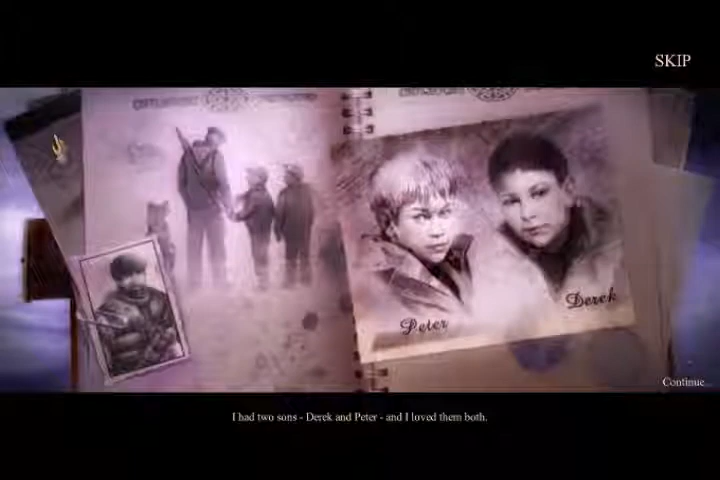 SKIP
Peter
Derek
Continue
I had two sons - Derek and Peter - and I loved them both.